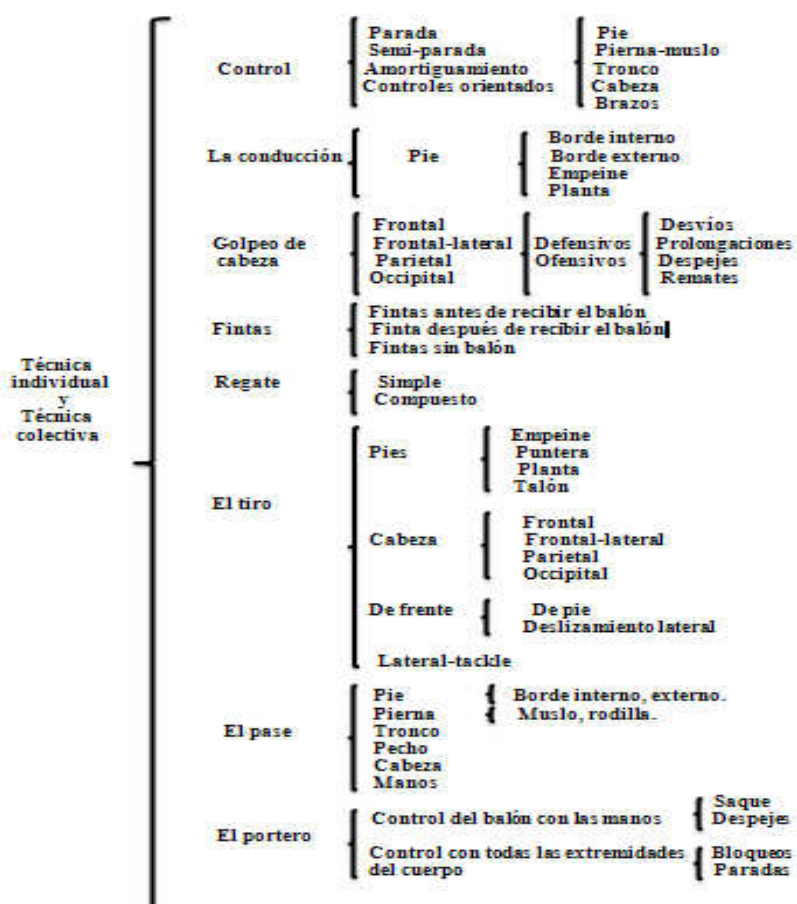 Técnica
individual
y
Técnica
colectiva
Control
Parada
Semi-parada
Amortiguamiento
Controles orientados
Pie
Pierna-muslo
Tronco
Cabeza
Brazos
La conducción
Pie
Borde interno
Borde externo
Empeine
Planta
Golpeo de
cabeza
Frontal
Frontal-lateral
Parietal
Occipital
Defensivos
Ofensivos
Desvíos
Prolongaciones
Despejes
Remates
Fintas
Fintas antes de recibir el balón
Finta después de recibir el balón
Fintas sin balón
Regate
Simple
Compuesto
El tiro
Pies
Empeine
Puntera
Planta
Talón
Cabeza
Frontal
Frontal-lateral
Parietal
Occipital
De frente
De pie
Deslizamiento lateral
Lateral-tackle
El pase
Pie
Borde interno, externo.
Pierna
Muslo, rodilla.
Tronco
Pecho
Cabeza
Manos
El portero
Control del balón con las manos
Saque
Despejes
Control con todas las extremidades
del cuerpo
Bloqueos
Paradas